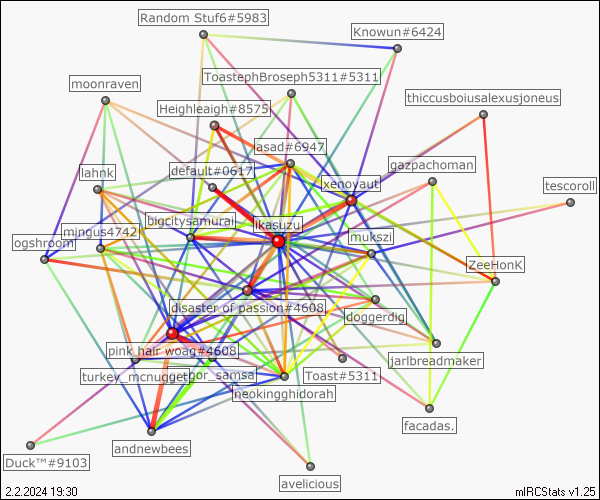 Random Stuf6#5983
Knowun#6424
ToastephBroseph5311#5311
moonraven
thiccusboiusalexusjoneus
Heighleigh#8575
asad#6947
gazpachoman
default#0617
lahnk
xenoyaut
tescoroll
bigcitysamurai
ikasuzu
mingus4742
mukszi
ogshroom
ZeeHonK
disaster of passion#4608
doggerdig
pink hair woag#4608
jarlbreadmaker
turkey_mcnugget
gor_samsa
Toast#5311
neokingghidorah
facadas.
andnewbees
Duck™#9103
avelicious
2.2.2024 19:30
mIRCStats v1.25